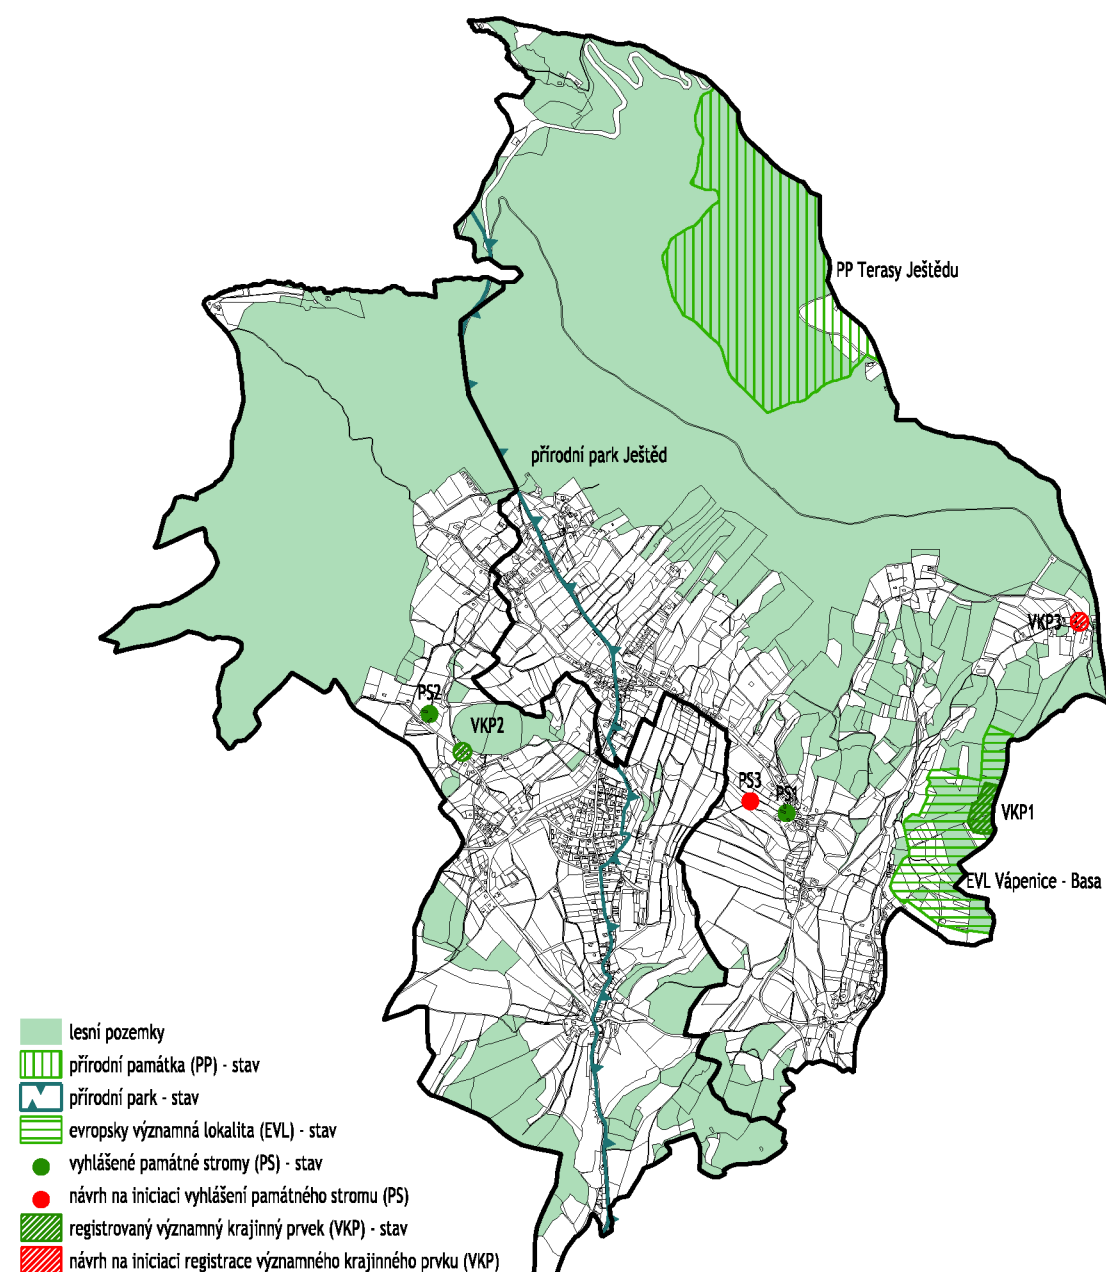 PP Terasy Ještědu
přírodní park Ještěd
VKP3
PS2
VKP2
PS3
PS1
VKP1
EVL Vápenice - Basa
lesní pozemky
přírodní památka (PP) - stav
přírodní park - stav
evropsky významná lokalita (EVL) - stav
vyhlášené památné stromy (PS) - stav
návrh na iniciaci vyhlášení památného stromu (PS)
registrovaný významný krajinný prvek (VKP) - stav
návrh na iniciaci registrace významného krajinného prvku (VKP)